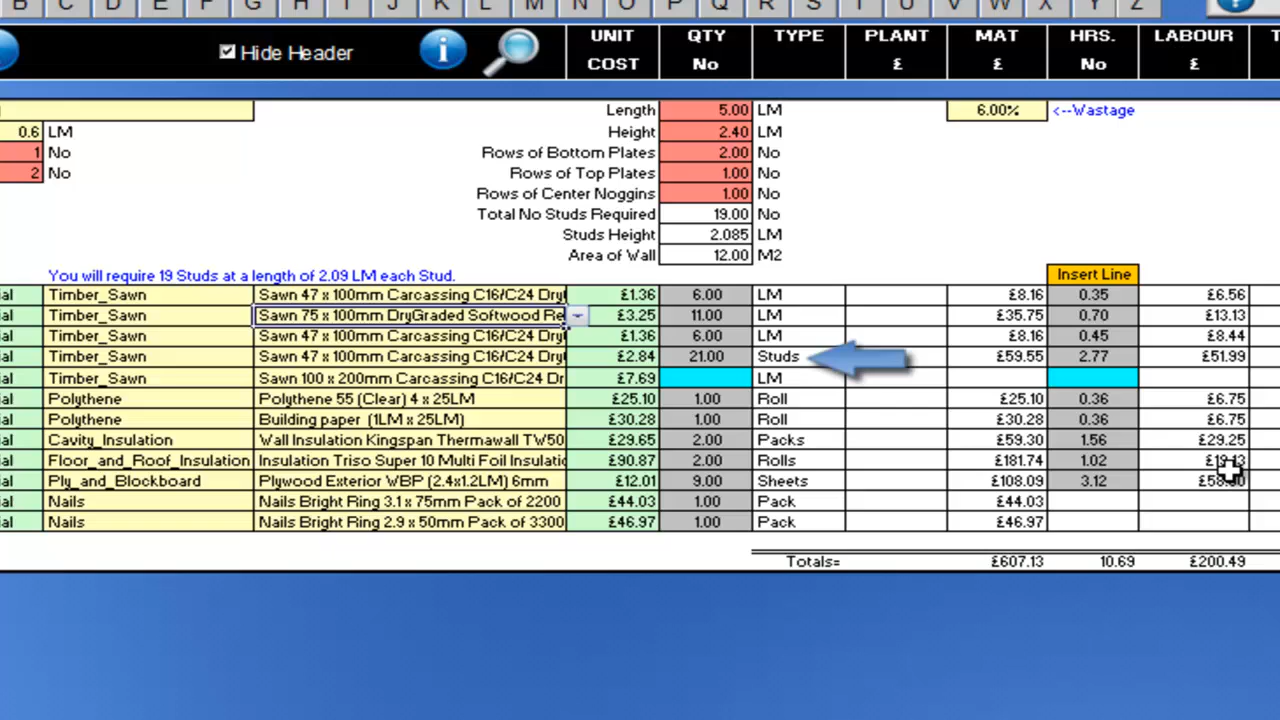 B C D E F G H I J K L M N O P Q R S T U V W X Y Z ?
Hide Header UNIT COST QTY No TYPE PLANT £ MAT £ HRS. No LABOUR £
Length 5.00 LM 6.00% <--Wastage
0.6 LM Height 2.40 LM
1 No Rows of Bottom Plates 2.00 No
2 No Rows of Top Plates 1.00 No
Rows of Center Noggins 1.00 No
Total No Studs Required 19.00 No
Studs Height 2.085 LM
Area of Wall 12.00 M2
You will require 19 Studs at a length of 2.09 LM each Stud. Insert Line
ial Timber_Sawn Sawn 47 x 100mm Carcassing C16/C24 Dry £1.36 6.00 LM £8.16 0.35 £6.56
ial Timber_Sawn Sawn 75 x 100mm DryGraded Softwood Re £3.25 11.00 LM £35.75 0.70 £13.13
ial Timber_Sawn Sawn 47 x 100mm Carcassing C16/C24 Dry £1.36 6.00 LM £8.16 0.45 £8.44
ial Timber_Sawn Sawn 47 x 100mm Carcassing C16/C24 Dry £2.84 21.00 Studs £59.55 2.77 £51.99
ial Timber_Sawn Sawn 100 x 200mm Carcassing C16/C24 Dr £7.69 LM
ial Polythene Polythene 55 (Clear) 4 x 25LM £25.10 1.00 Roll £25.10 0.36 £6.75
ial Polythene Building paper (1LM x 25LM) £30.28 1.00 Roll £30.28 0.36 £6.75
ial Cavity_Insulation Wall Insulation Kingspan Thermawall TW50 £29.65 2.00 Packs £59.30 1.56 £29.25
ial Floor_and_Roof_Insulation Insulation Triso Super 10 Multi Foil Insulatic £90.87 2.00 Rolls £181.74 1.02
ial Ply_and_Blockboard Plywood Exterior WBP (2.4x1.2LM) 6mm £12.01 9.00 Sheets £108.09 3.12
ial Nails Nails Bright Ring 3.1 x 75mm Pack of 2200 £44.03 1.00 Pack £44.03
ial Nails Nails Bright Ring 2.9 x 50mm Pack of 3300 £46.97 1.00 Pack £46.97
Totals= £607.13 10.69 £200.49